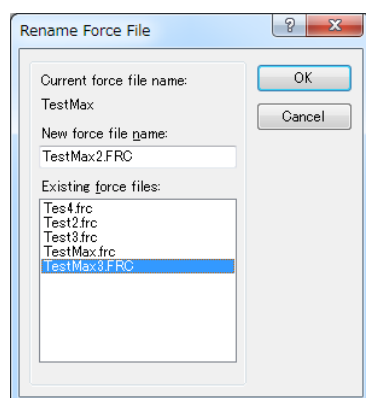 Rename Force File
Current force file name:
OK
TestMax
Cancel
New force file name:
TestMax2.FRC
Existing force files:
Tes4.frc
Test2.frc
Test3.frc
TestMax.frc
TestMax3.FRC